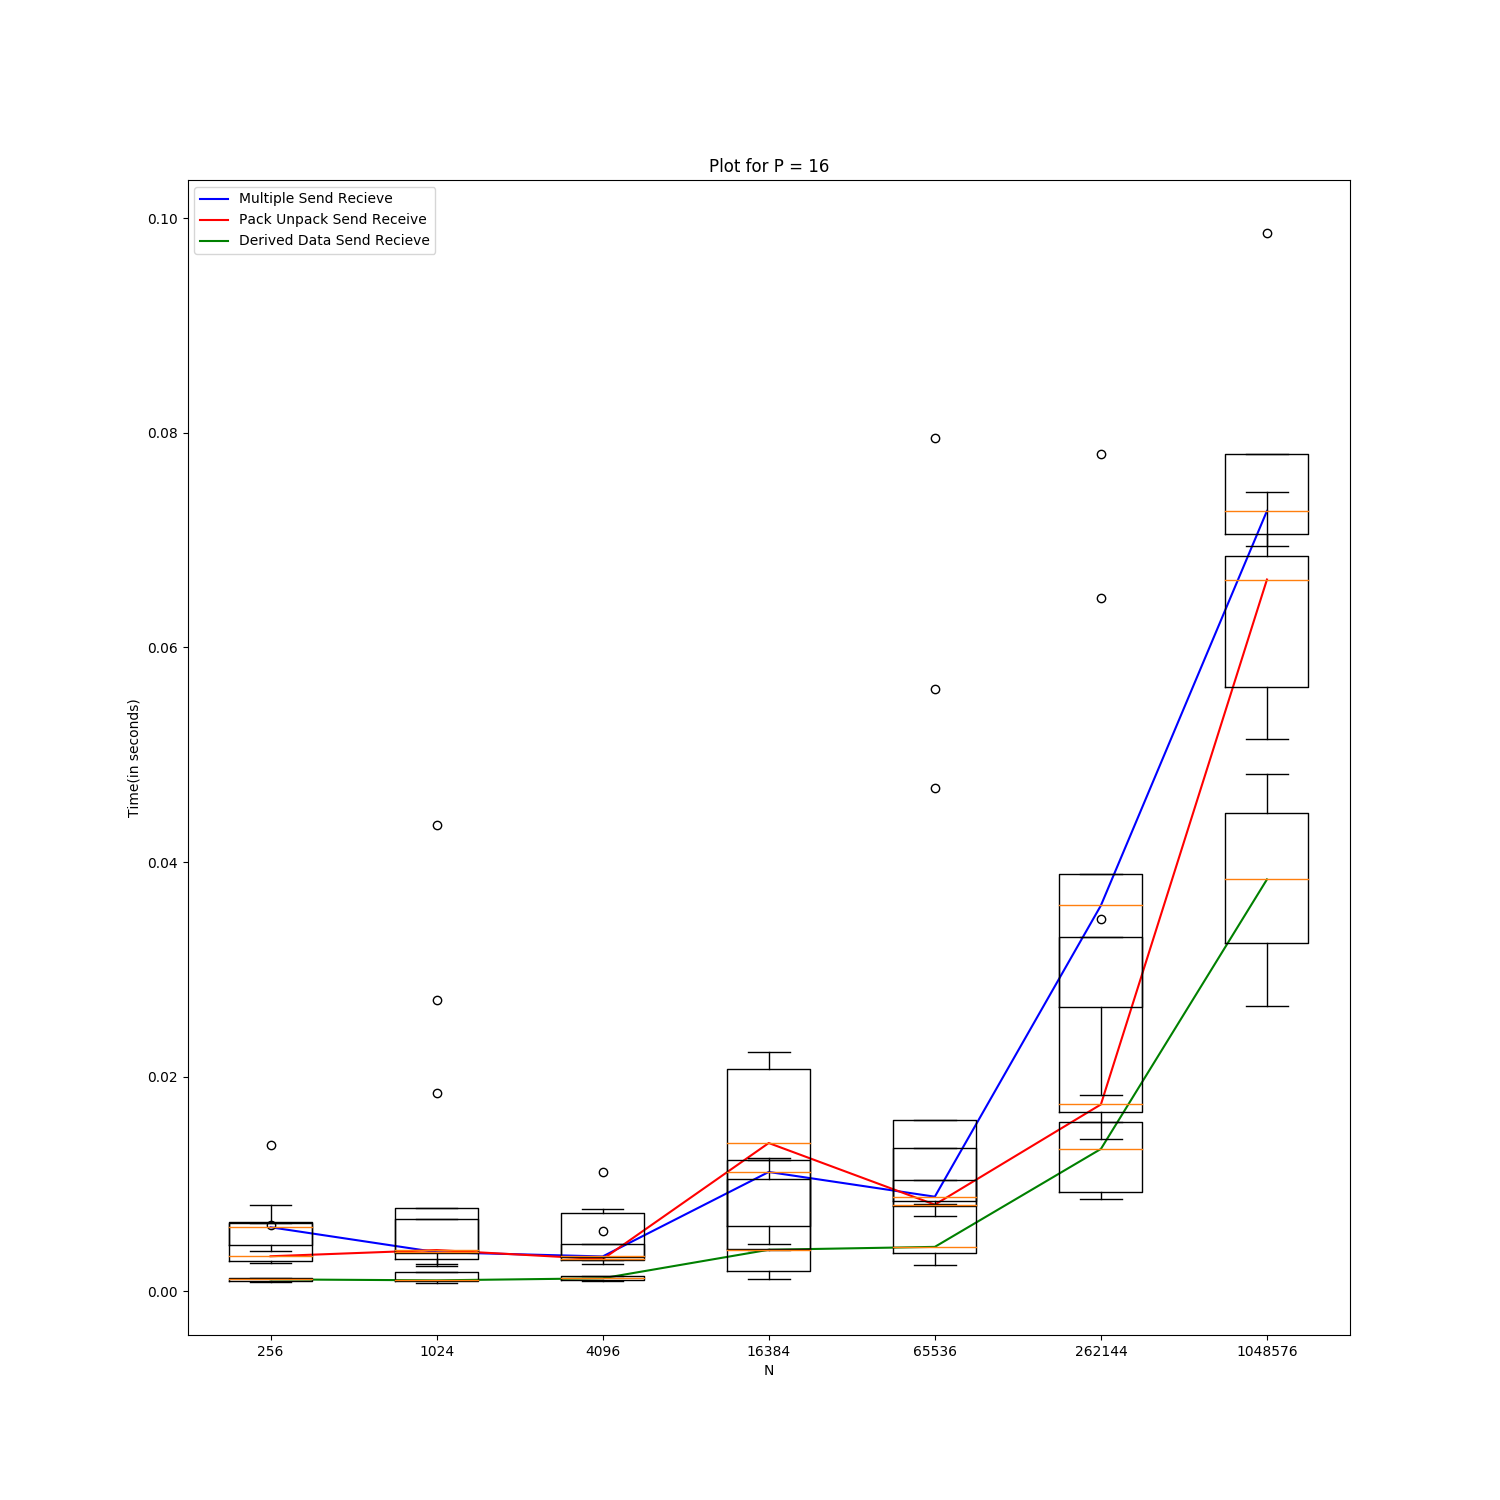 Plot for P = 16
Multiple Send Recieve
Pack Unpack Send Receive
Derived Data Send Recieve
0.10
0.08
0.06
0.04
0.02
0.00
Time(in seconds)
256 1024 4096 16384 65536 262144 1048576
N